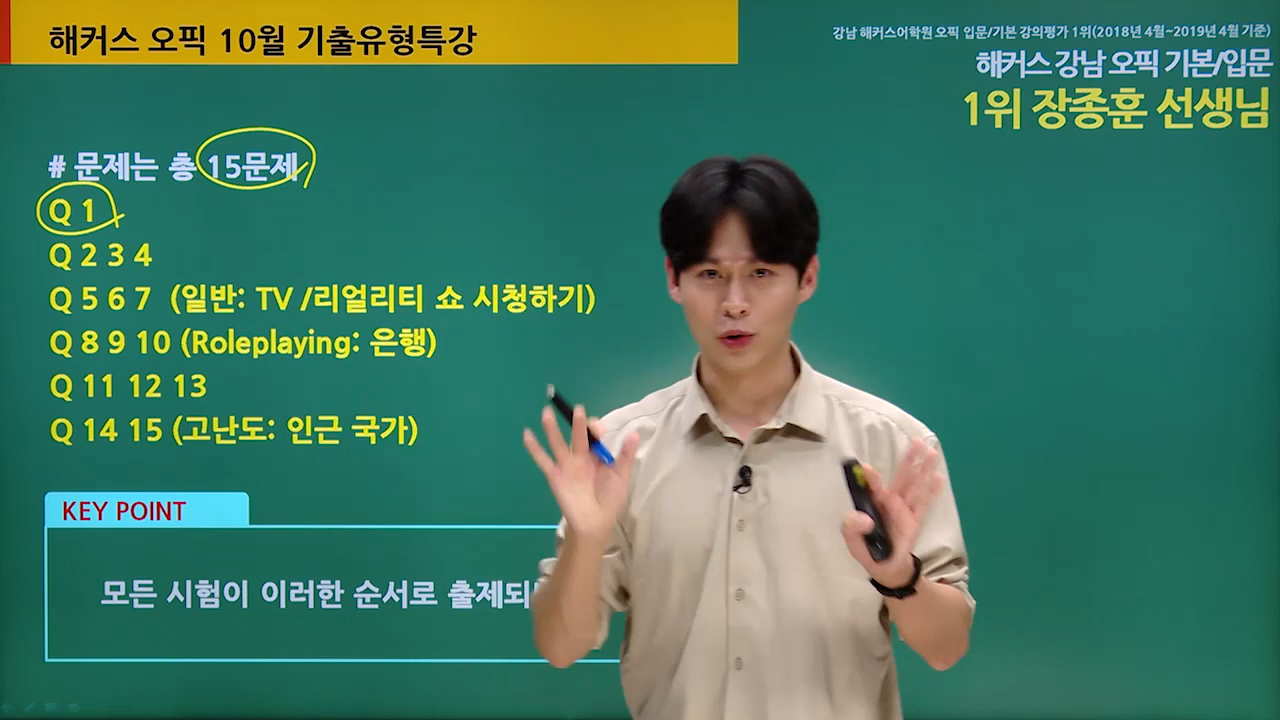 해커스 오픽 10월 기출유형특강
강남 해커스어학원 오픽 입문/기본 강의평가 1위(2018년 4월~2019년 4월 기준)
해커스 강남 오픽 기본/입문
1위 장종훈 선생님
# 문제는 총 15문제
Q 1
Q 2 3 4
Q 5 6 7 (일반: TV /리얼리티 쇼 시청하기)
Q 8 9 10 (Roleplaying: 은행)
Q 11 12 13
Q 14 15 (고난도: 인근 국가)
KEY POINT
모든 시험이 이러한 순서로 출제되